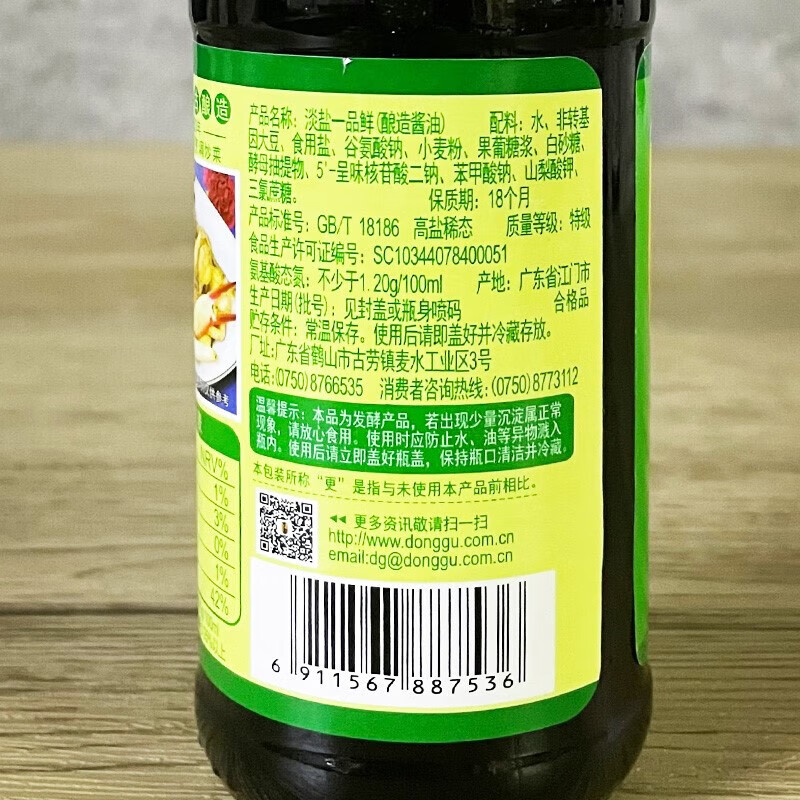 酿造
产品名称：淡盐一品鲜(酿造酱油) 配料：水、非转基
因大豆、食用盐、谷氨酸钠、小麦粉、果葡糖浆、白砂糖、
酵母抽提物、5'-呈味核苷酸二钠、苯甲酸钠、山梨酸钾、
三氯蔗糖。 保质期：18个月
产品标准号：GB/T 18186 高盐稀态 质量等级：特级
食品生产许可证编号：SC10344078400051
氨基酸态氮：不少于1.20g/100ml 产地：广东省江门市
生产日期(批号)：见封盖或瓶身喷码 合格品
贮存条件：常温保存。使用后请即盖好并冷藏存放。
厂址:广东省鹤山市古劳镇麦水工业区3号
电话:(0750)8766535 消费者咨询热线:(0750)8773112
温馨提示：本品为发酵产品，若出现少量沉淀属正常
现象，请放心食用。使用时应防止水、油等异物溅入
瓶内。使用后请立即盖好瓶盖，保持瓶口清洁并冷藏。
本包装所称“更”是指与未使用本产品前相比。
更多资讯敬请扫一扫
http://www.donggu.com.cn
email:dg@donggu.com.cn
6 911567 887536
NRV%
1%
3%
0%
1%
42%